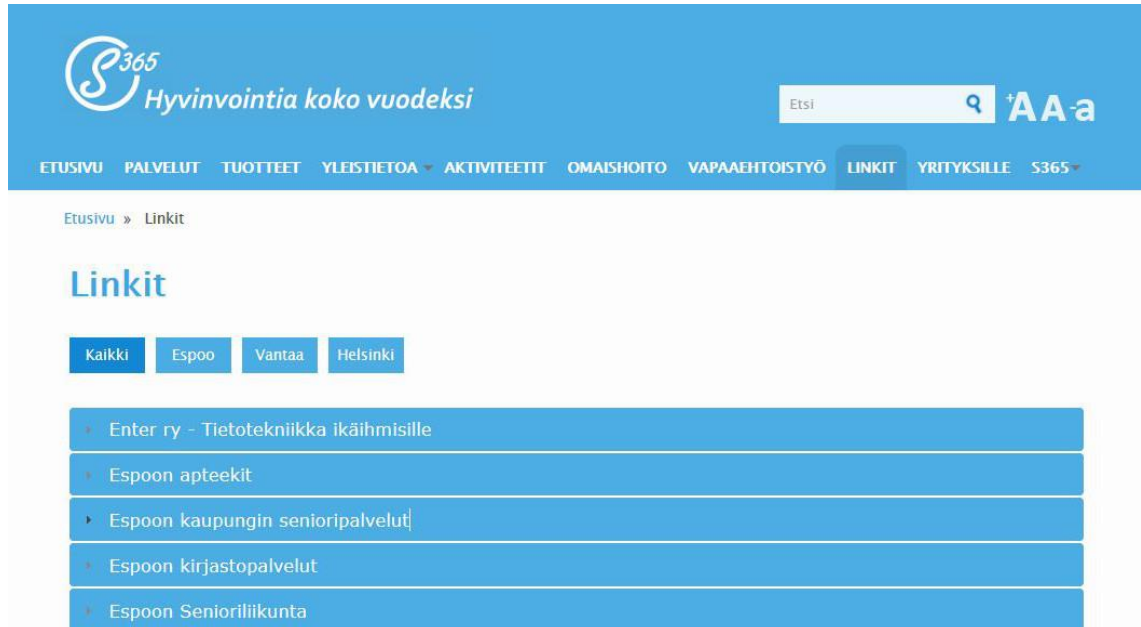 S365
Hyvinvointia koko vuodeksi
Etsi
+A A -a
ETUSIVU PALVELUT TUOTTEET YLEISTIETOA AKTIVITEETIT OMAISHOITO VAPAAEHTOISTYÖ LINKIT YRITYKSILLE S365
Etusivu » Linkit
Linkit
Kaikki Espoo Vantaa Helsinki
Enter ry - Tietotekniikka ikäihmisille
Espoon apteekit
Espoon kaupungin senioripalvelut
Espoon kirjastopalvelut
Espoon Senioriliikunta